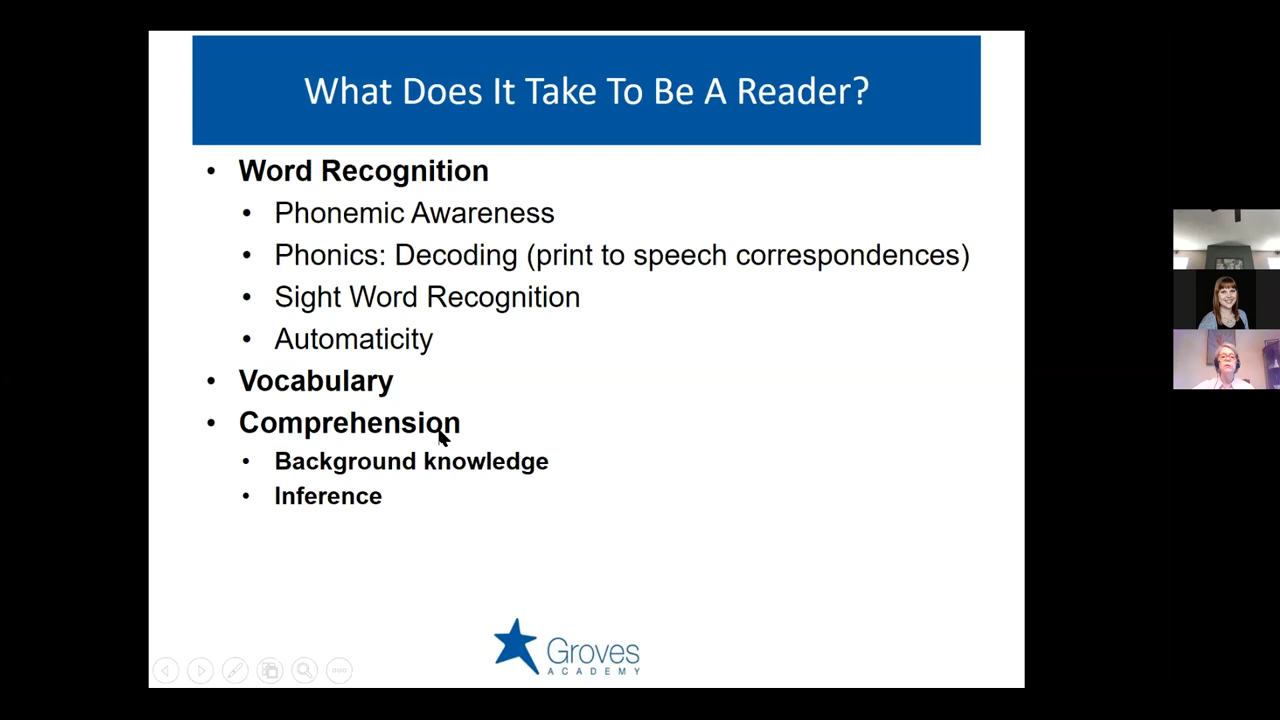 What Does It Take To Be A Reader?
• Word Recognition
• Phonemic Awareness
• Phonics: Decoding (print to speech correspondences)
• Sight Word Recognition
• Automaticity
• Vocabulary
• Comprehension
• Background knowledge
• Inference
Groves
ACADEMY